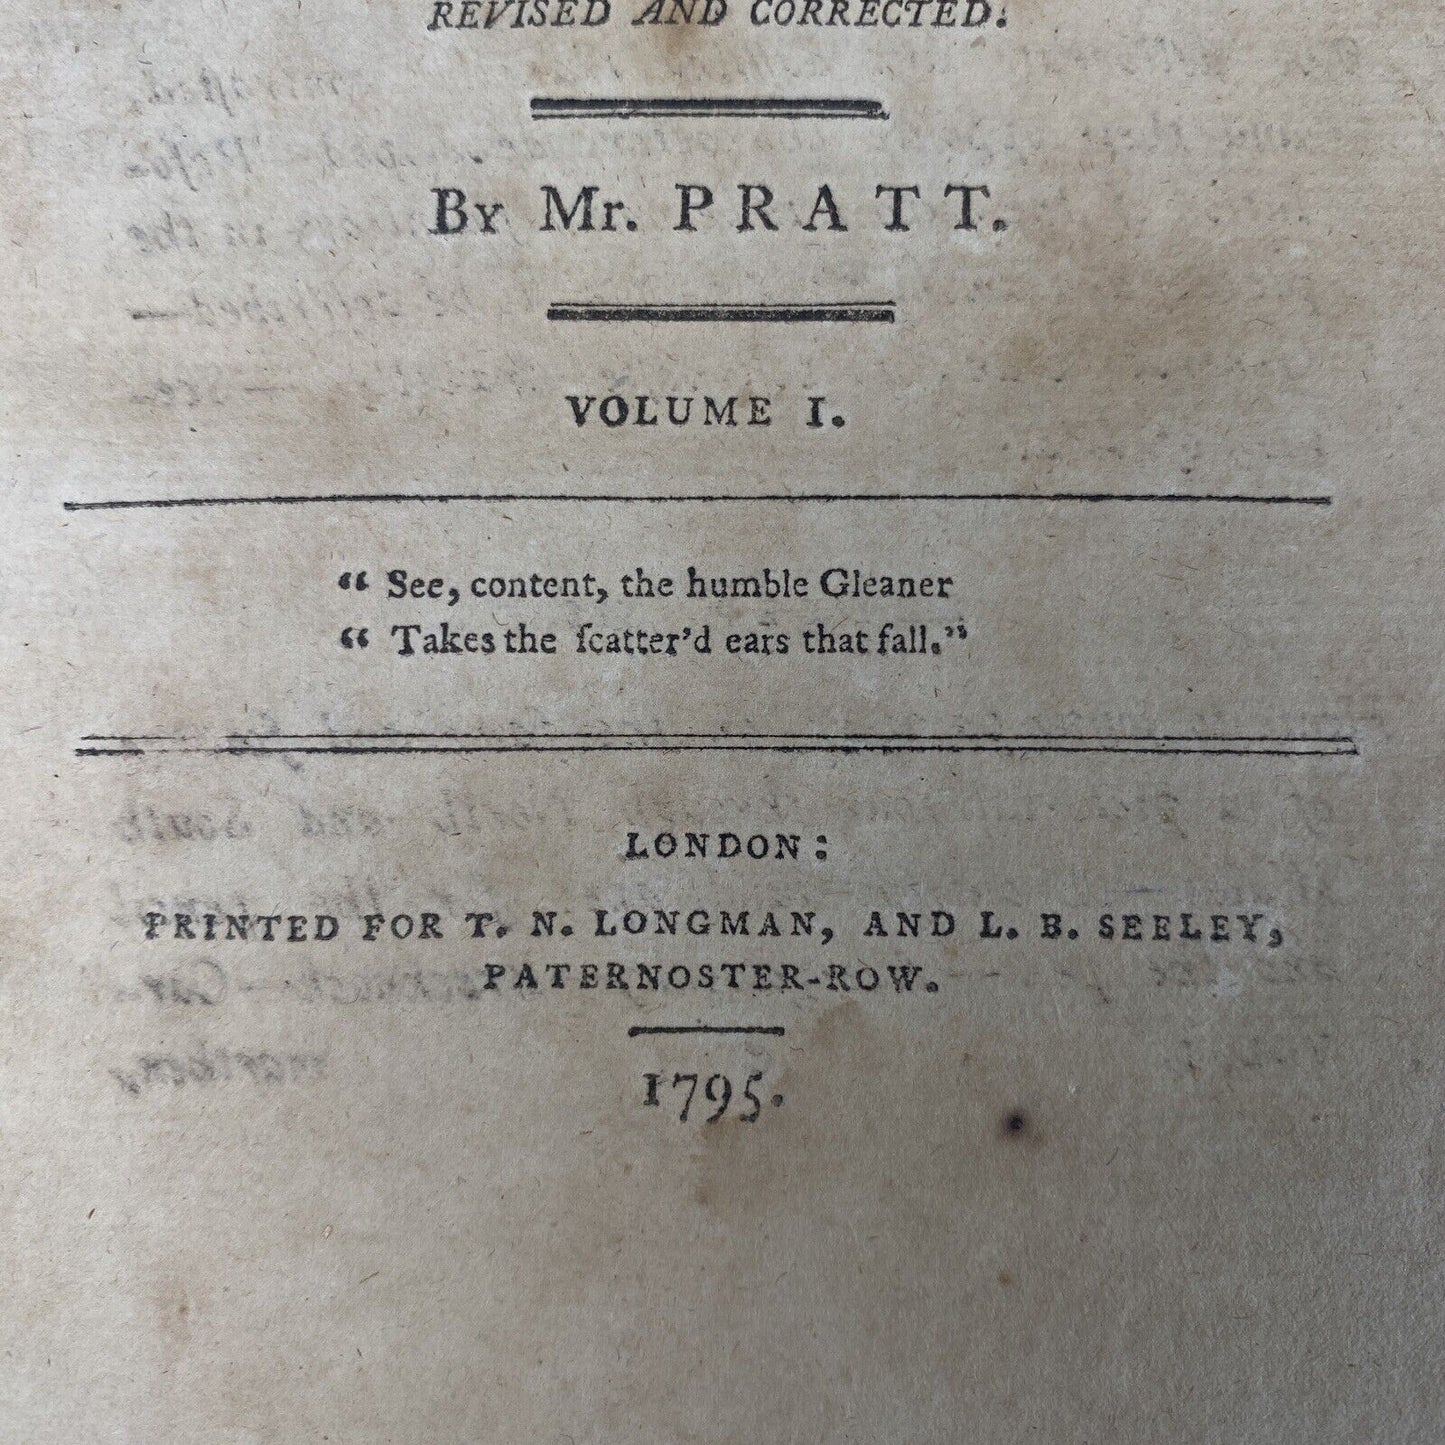 REVISED AND CORRECTED.
BY Mr. PRATT.
VOLUME I.
“ See, content, the humble Gleaner
“ Takes the ſcatter’d ears that fall.”
LONDON:
PRINTED FOR T. N. LONGMAN, AND L. B. SEELEY,
PATERNOSTER-ROW.
1795.